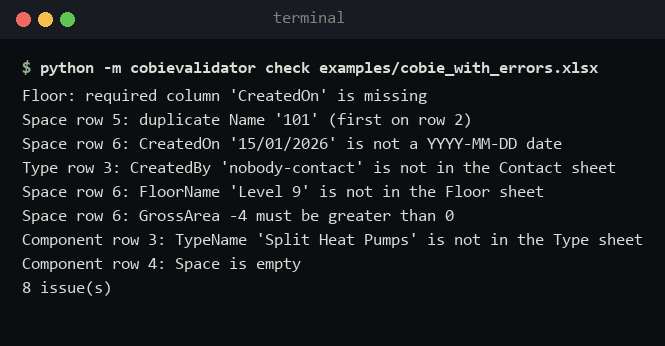 terminal
$ python -m cobievalidator check examples/cobie_with_errors.xlsx
Floor: required column 'CreatedOn' is missing
Space row 5: duplicate Name '101' (first on row 2)
Space row 6: CreatedOn '15/01/2026' is not a YYYY-MM-DD date
Type row 3: CreatedBy 'nobody-contact' is not in the Contact sheet
Space row 6: FloorName 'Level 9' is not in the Floor sheet
Space row 6: GrossArea -4 must be greater than 0
Component row 3: TypeName 'Split Heat Pumps' is not in the Type sheet
Component row 4: Space is empty
8 issue(s)